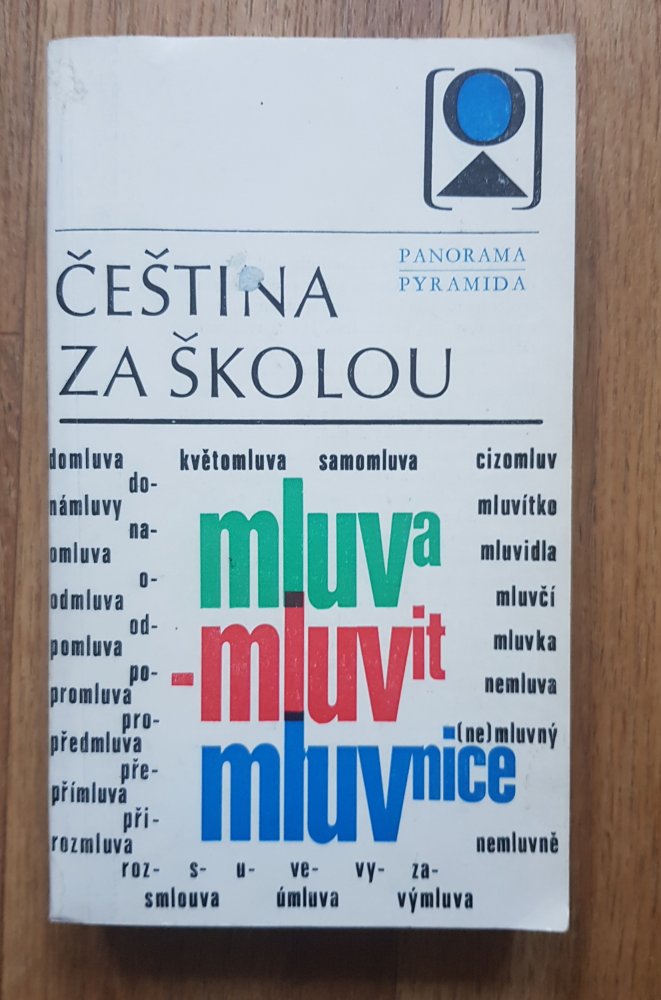 PANORAMA
PYRAMIDA
ČEŠTINA
ZA ŠKOLOU
domluva květomluva samomluva cizomluv
do-
námluvy
na-
omluva
o-
odmluva
od-
pomluva
po-
promluva
pro-
předmluva
pře-
přímluva
při-
rozmluva
mluva
-mluvit
mluvnice
mluvítko
mluvidla
mluvčí
mluvka
nemluva
(ne)mluvný
nemluvně
roz- s- u- ve- vy- za-
smlouva úmluva výmluva